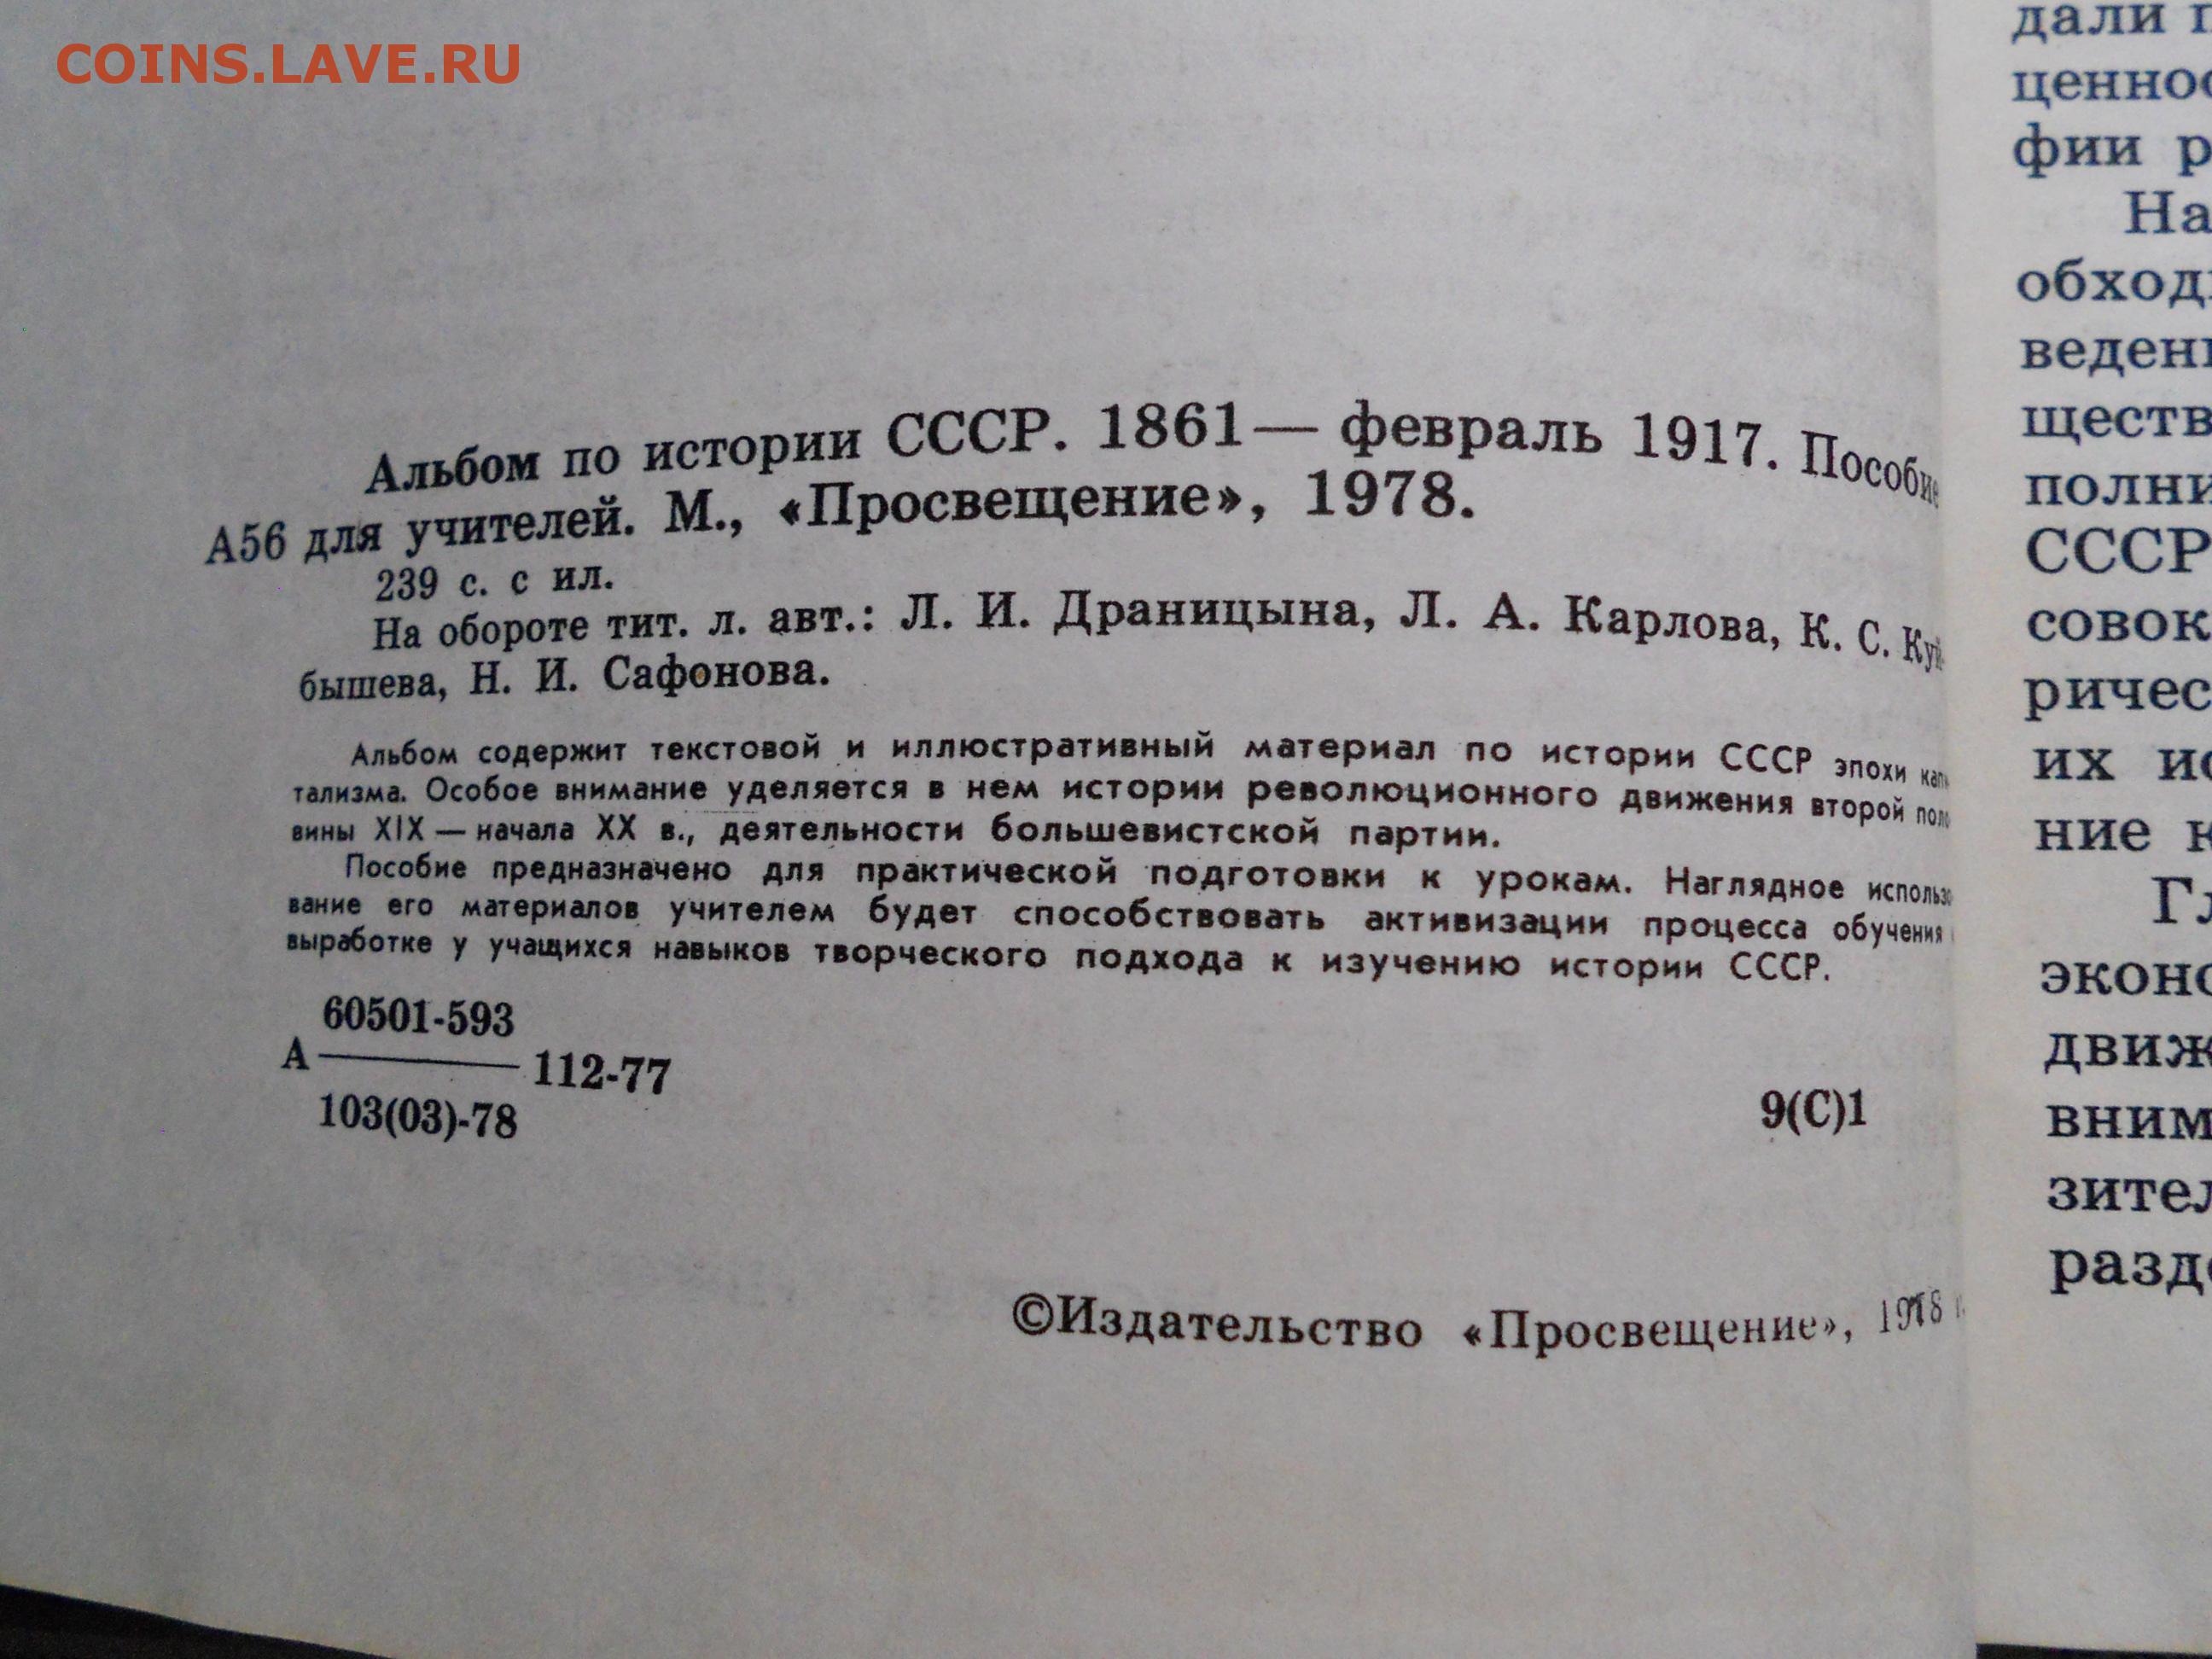 COINS.LAVE.RU
Альбом по истории СССР. 1861— февраль 1917. Пособие
А56 для учителей. М., «Просвещение», 1978.
239 с. с ил.
На обороте тит. л. авт.: Л. И. Драницына, Л. А. Карлова, К. С. Куй-
бышева, Н. И. Сафонова.
Альбом содержит текстовой и иллюстративный материал по истории СССР эпохи капи-
тализма. Особое внимание уделяется в нем истории революционного движения второй поло-
вины XIX — начала XX в., деятельности большевистской партии.
Пособие предназначено для практической подготовки к урокам. Наглядное использо-
вание его материалов учителем будет способствовать активизации процесса обучения
выработке у учащихся навыков творческого подхода к изучению истории СССР.
60501-593
А 112-77
103(03)-78
9(С)1
©Издательство «Просвещение», 1978
дали
ценнос
фии р
На
обход
веден
ществ
полни
СССР
совок
ричес
их ис
ние к
Гл
эконо
движ
вним
зител
разде